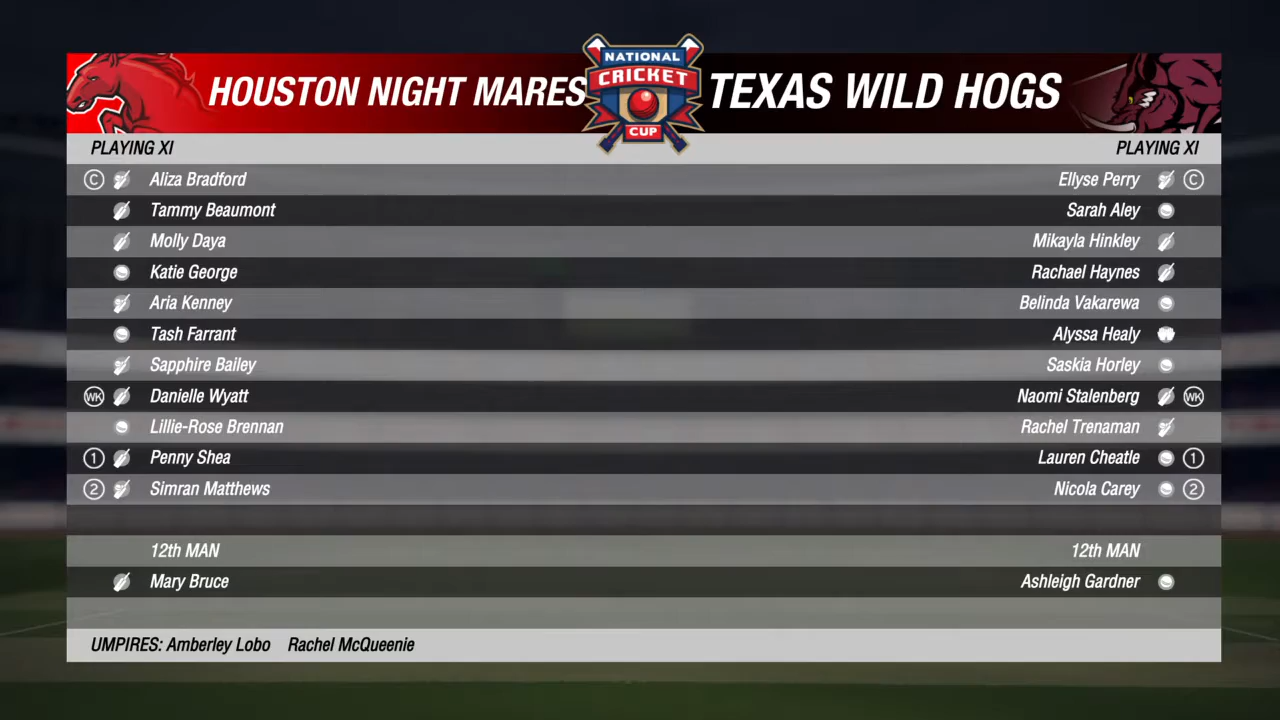 HOUSTON NIGHT MARES
NATIONAL
CRICKET
CUP
TEXAS WILD HOGS
PLAYING XI PLAYING XI
C Aliza Bradford Ellyse Perry C
Tammy Beaumont Sarah Aley
Molly Daya Mikayla Hinkley
Katie George Rachael Haynes
Aria Kenney Belinda Vakarewa
Tash Farrant Alyssa Healy
Sapphire Bailey Saskia Horley
WK Danielle Wyatt Naomi Stalenberg WK
Lillie-Rose Brennan Rachel Trenaman
1 Penny Shea Lauren Cheatle 1
2 Simran Matthews Nicola Carey 2
12th MAN 12th MAN
Mary Bruce Ashleigh Gardner
UMPIRES: Amberley Lobo Rachel McQueenie